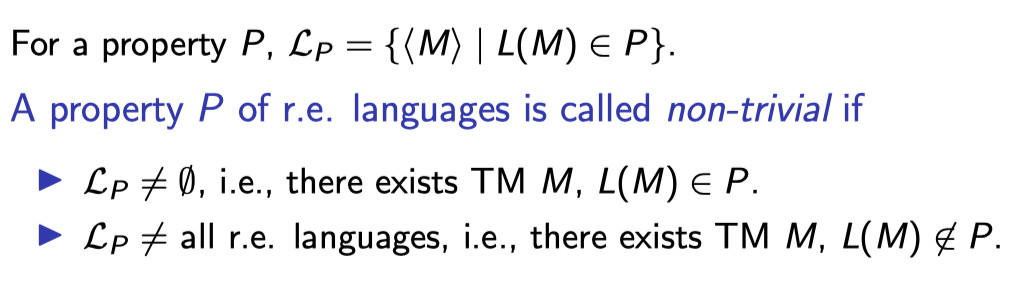 For a property P, ℒ_P = {⟨M⟩ | L(M) ∈ P}.
A property P of r.e. languages is called non-trivial if
▶ ℒ_P ≠ ∅, i.e., there exists TM M, L(M) ∈ P.
▶ ℒ_P ≠ all r.e. languages, i.e., there exists TM M, L(M) ∉ P.